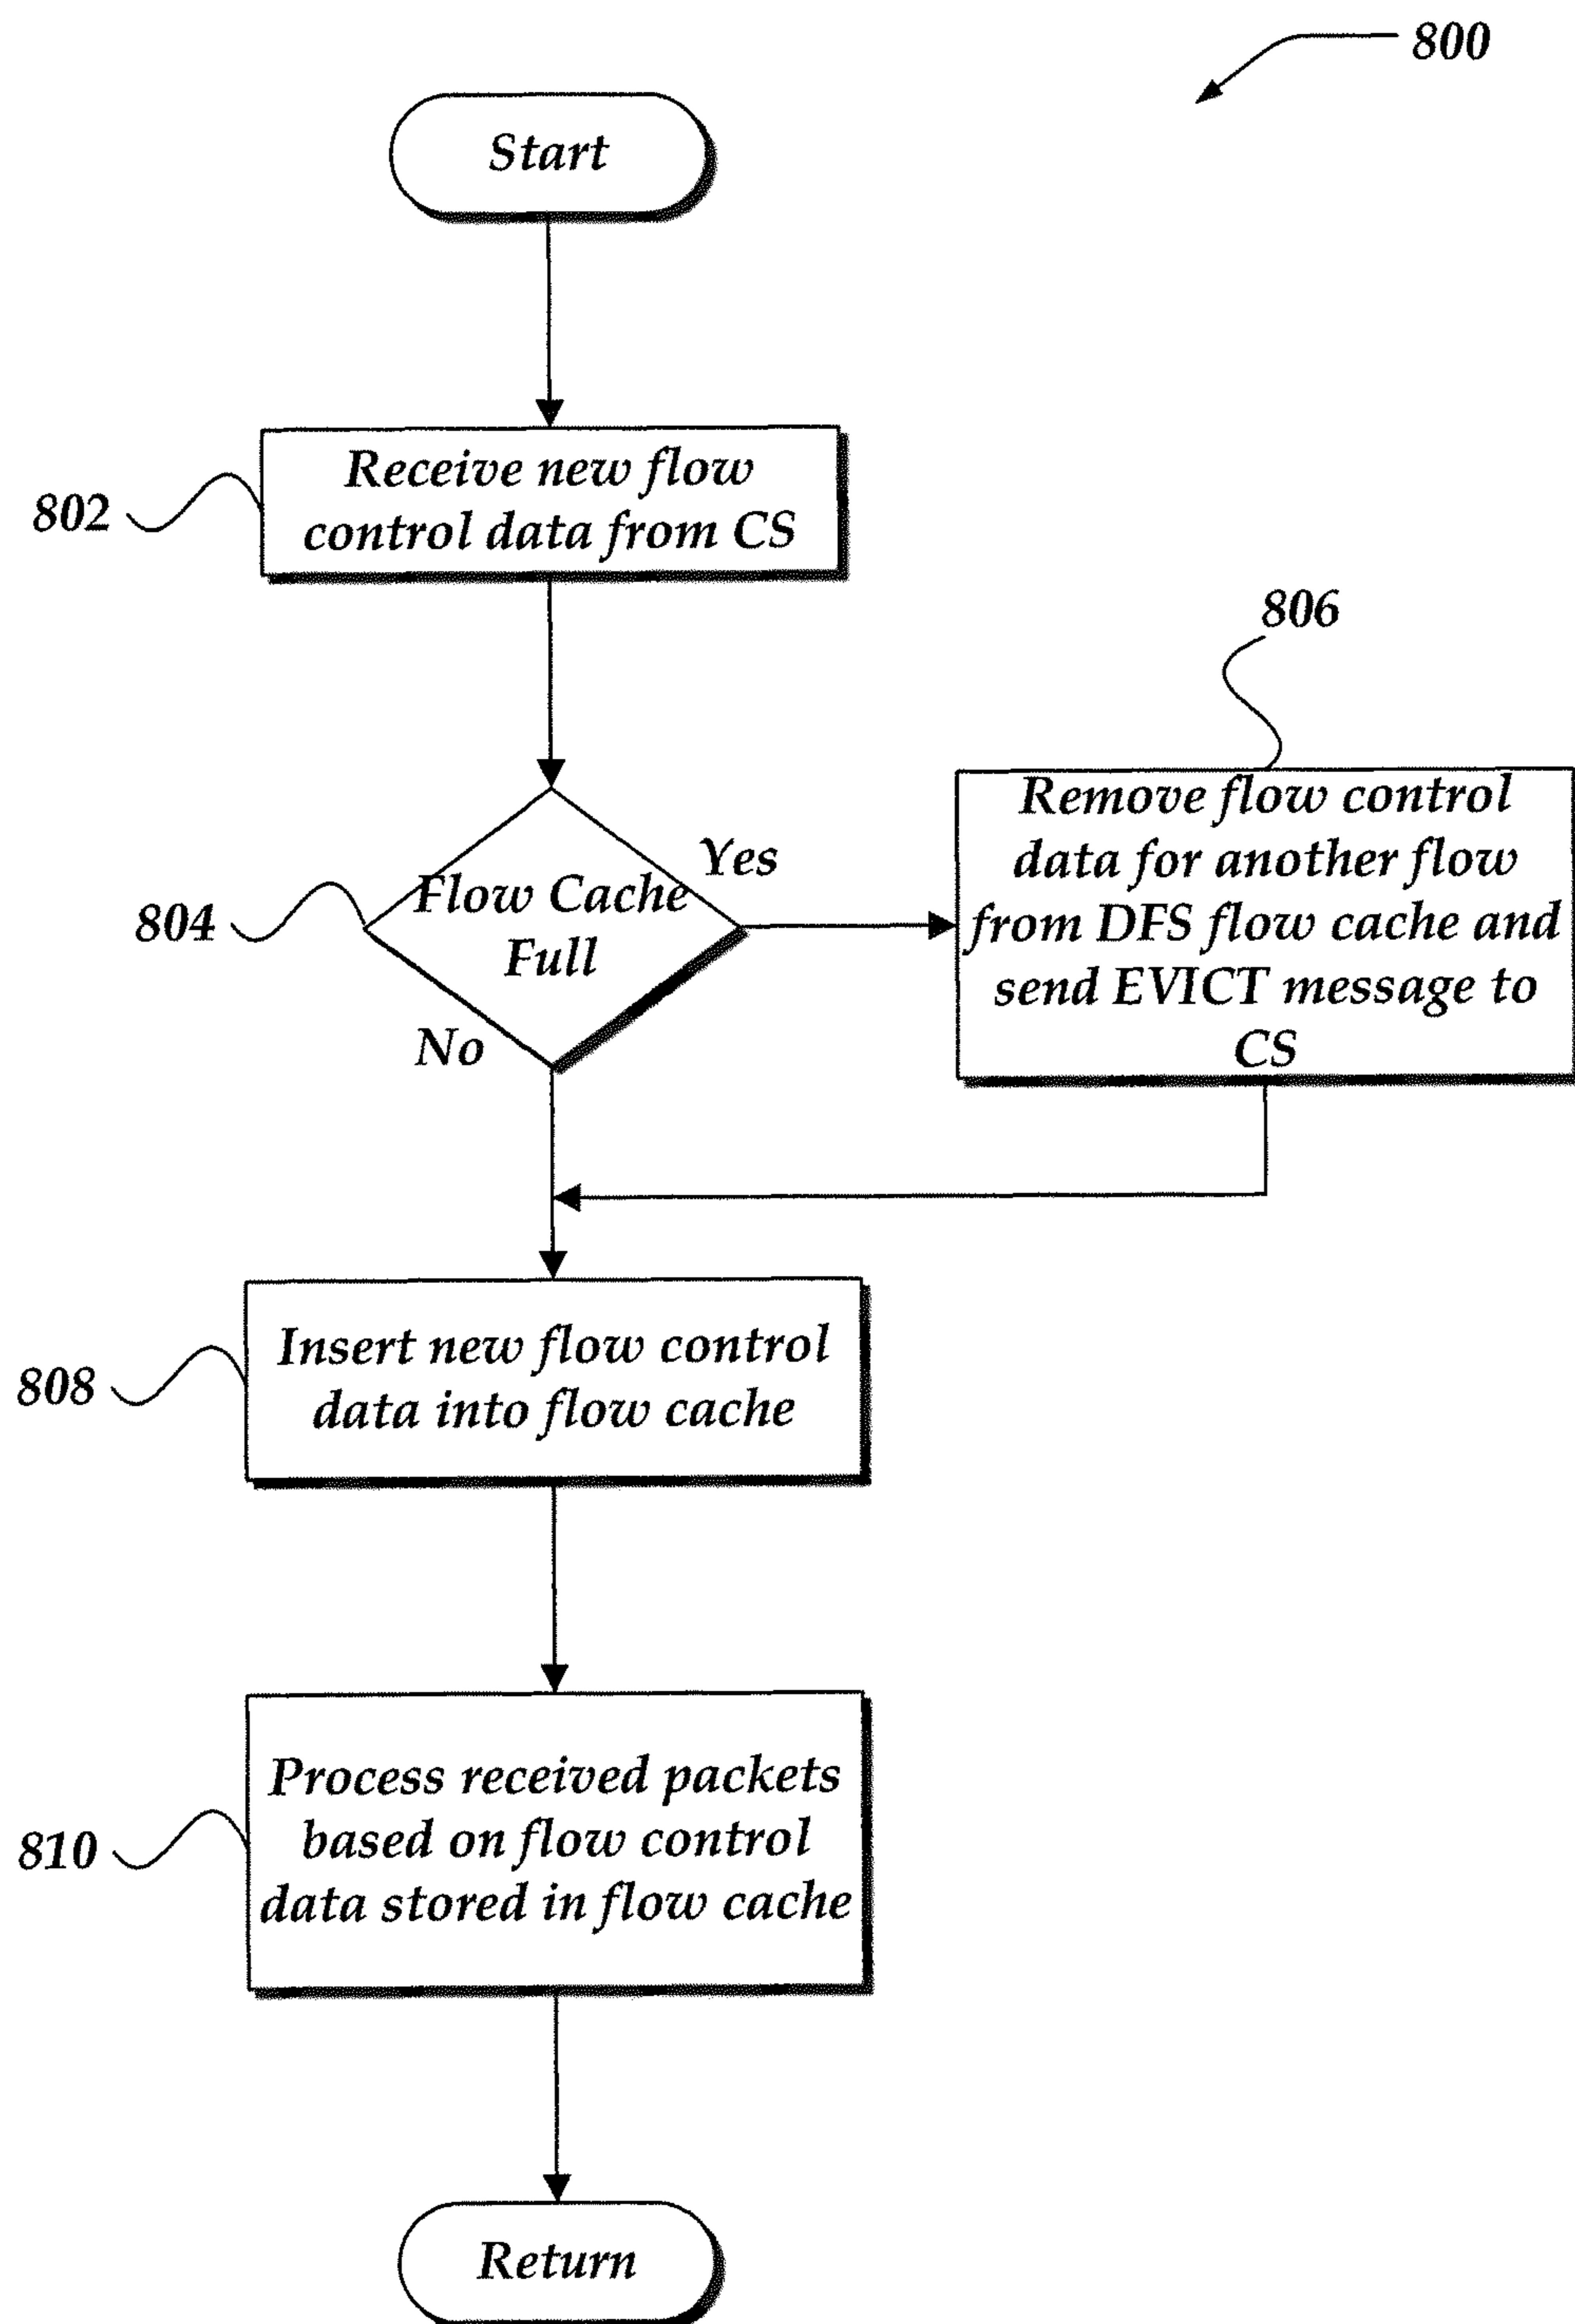 800
Start
802
Receive new flow
control data from CS
806
Remove flow control
data for another flow
from DFS flow cache and
send EVICT message to
CS
804
Flow Cache
Full
Yes
No
808
Insert new flow control
data into flow cache
810
Process received packets
based on flow control
data stored in flow cache
Return